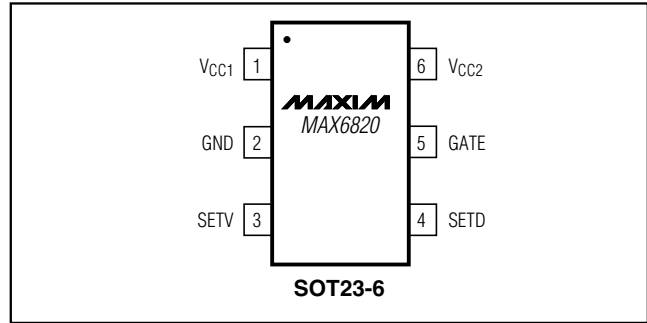 VCC1 1 6 VCC2
MAXIM
MAX6820
GND 2 5 GATE
SETV 3 4 SETD
SOT23-6